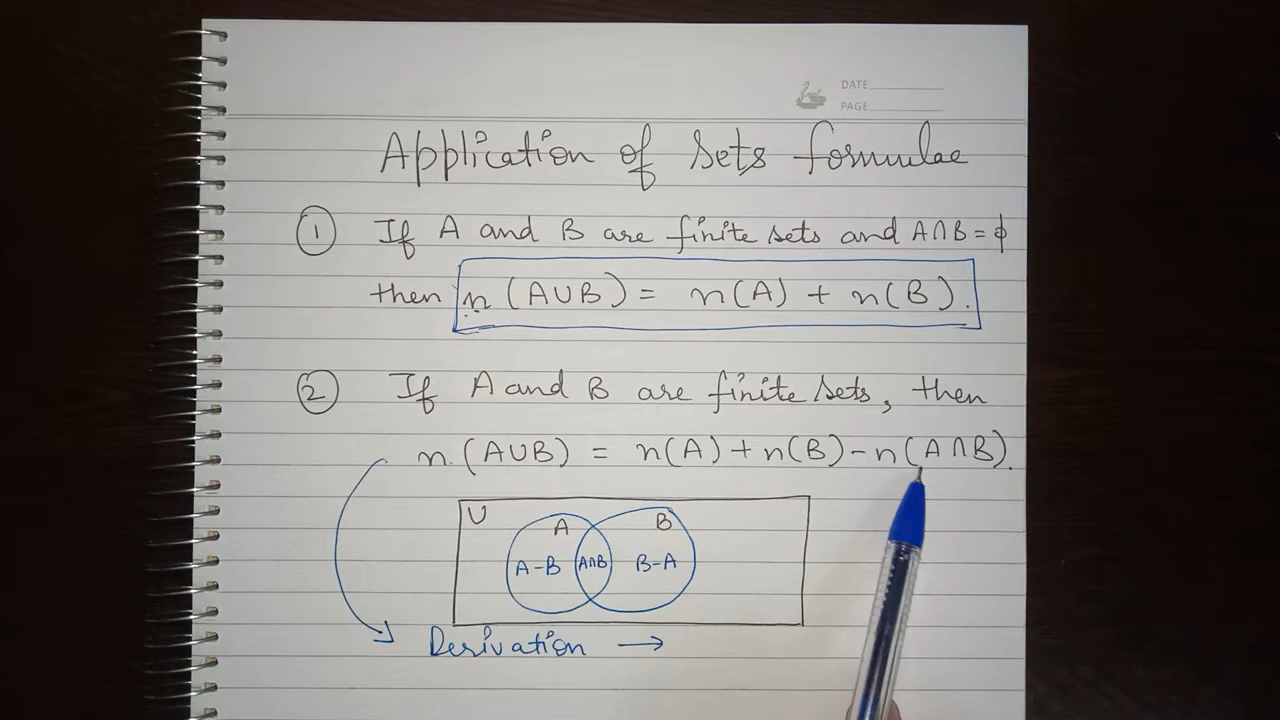 DATE
PAGE
Application of Sets formulae
1 If A and B are finite sets and A∩B = ϕ
then n (A∪B) = n(A) + n(B).
2 If A and B are finite sets, then
n (A∪B) = n(A) + n(B) − n(A∩B).
U A B
A−B A∩B B−A
Derivation →